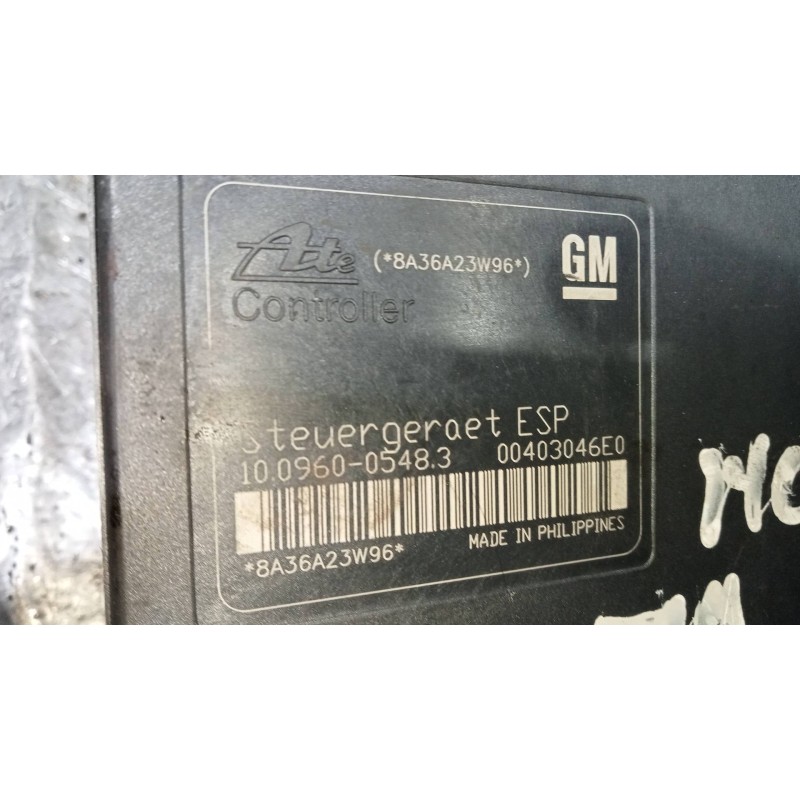 Ate (*8A36A23W96*) GM
Controller
Steuergeraet ESP
10.0960-0548.3 00403046E0
*8A36A23W96* MADE IN PHILIPPINES